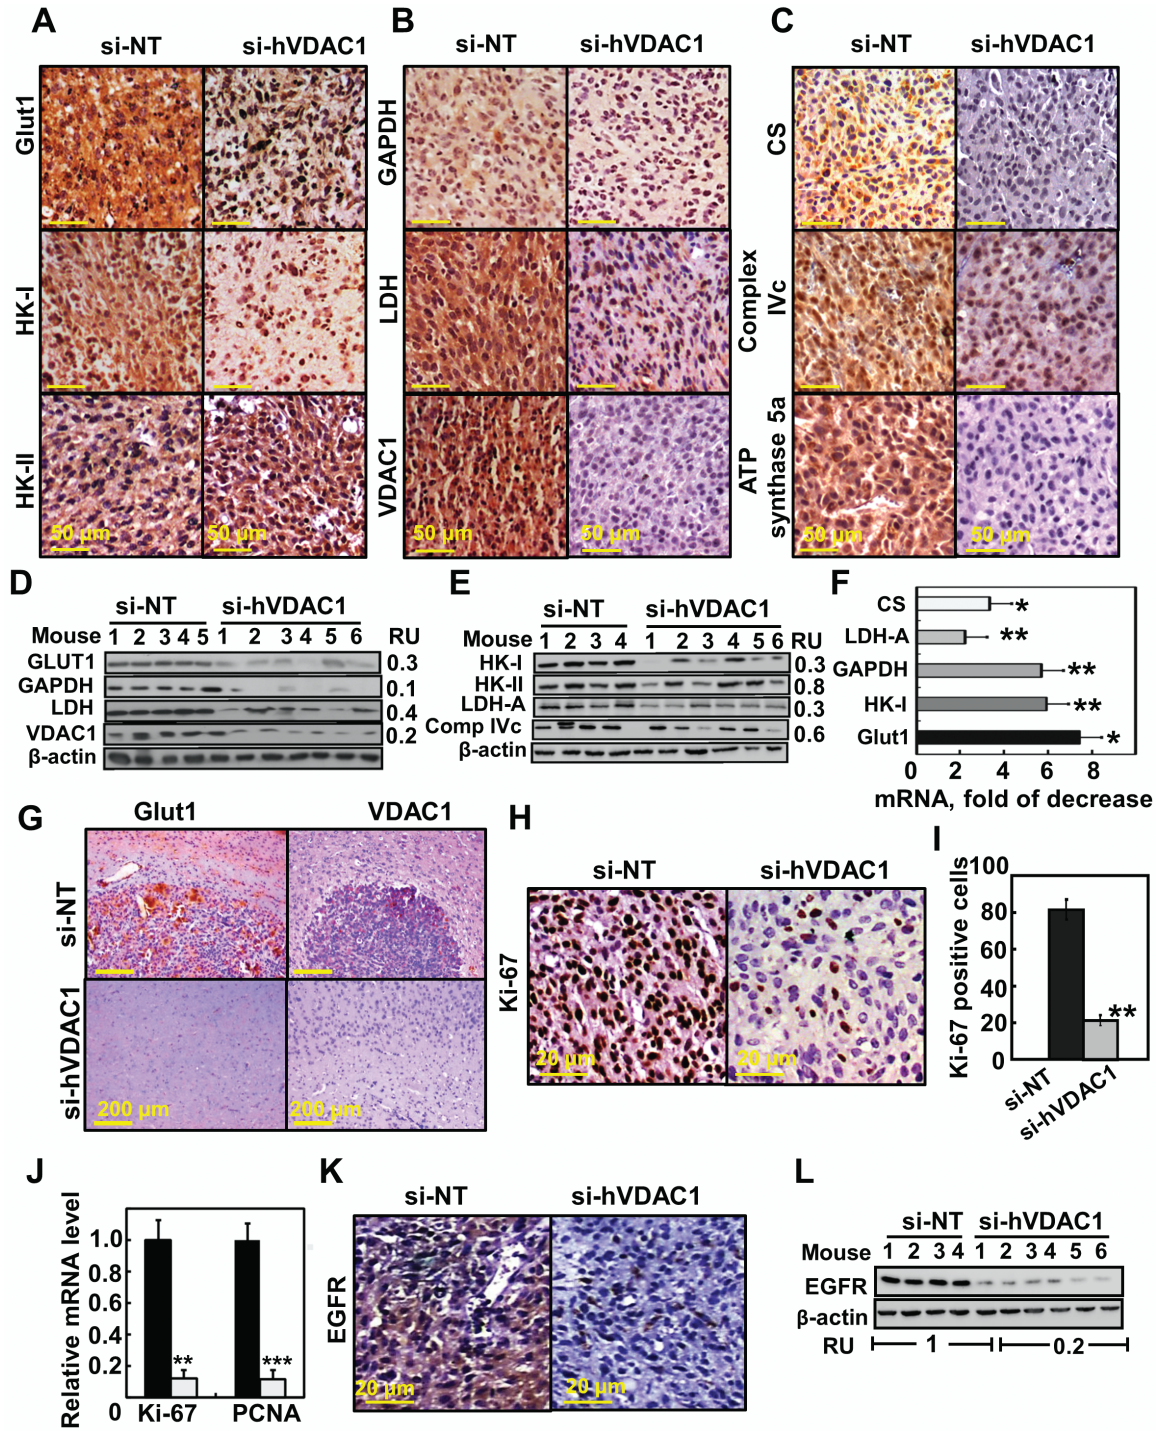 A
si-NT si-hVDAC1
Glut1
HK-I
HK-II
50 µm 50 µm
B
si-NT si-hVDAC1
GAPDH
LDH
VDAC1
50 µm 50 µm
C
si-NT si-hVDAC1
CS
Complex
IVc
ATP
synthase 5a
50 µm 50 µm
D
si-NT si-hVDAC1
Mouse 1 2 3 4 5 1 2 3 4 5 6 RU
GLUT1 0.3
GAPDH 0.1
LDH 0.4
VDAC1 0.2
β-actin
E
si-NT si-hVDAC1
Mouse 1 2 3 4 1 2 3 4 5 6 RU
HK-I 0.3
HK-II 0.8
LDH-A 0.3
Comp IVc 0.6
β-actin
F
CS *
LDH-A **
GAPDH **
HK-I **
Glut1 *
0 2 4 6 8
mRNA, fold of decrease
G
Glut1 VDAC1
si-NT
si-hVDAC1
200 µm 200 µm
H
si-NT si-hVDAC1
Ki-67
20 µm 20 µm
I
Ki-67 positive cells
100
80
60
40
20
0
**
si-NT
si-hVDAC1
J
Relative mRNA level
1.0
0.8
0.6
0.4
0.2
0
** ***
Ki-67 PCNA
K
si-NT si-hVDAC1
EGFR
20 µm 20 µm
L
si-NT si-hVDAC1
Mouse 1 2 3 4 1 2 3 4 5 6
EGFR
β-actin
RU 1 0.2